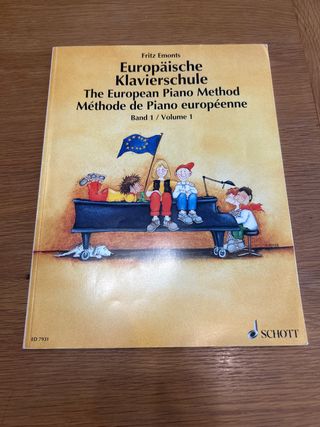 Fritz Emonts
Europäische
Klavierschule
The European Piano Method
Méthode de Piano européenne
Band 1 / Volume 1
ED 7931
SCHOTT